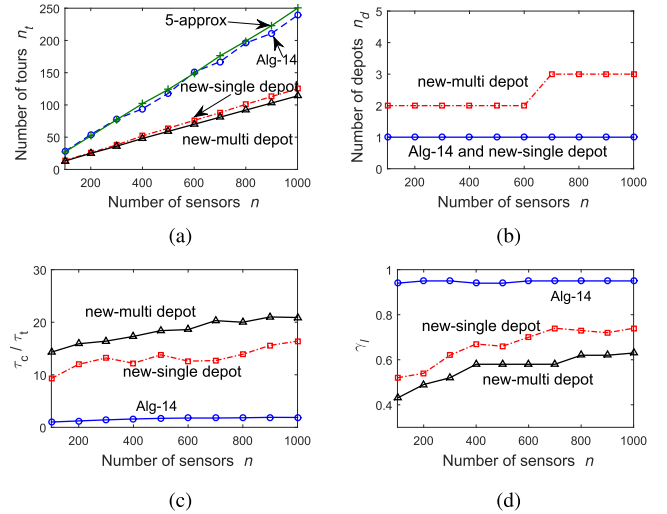 250
200
150
100
50
0
200
400
600
800
1000
Number of tours n_t
Number of sensors n
5-approx
Alg-14
new-single depot
new-multi depot
(a)
5
4
3
2
1
0
200
400
600
800
1000
Number of depots n_d
Number of sensors n
new-multi depot
Alg-14 and new-single depot
(b)
30
20
10
0
200
400
600
800
1000
τ_c / τ_t
Number of sensors n
new-multi depot
new-single depot
Alg-14
(c)
1
0.8
0.6
0.4
200
400
600
800
1000
γ_l
Number of sensors n
Alg-14
new-single depot
new-multi depot
(d)